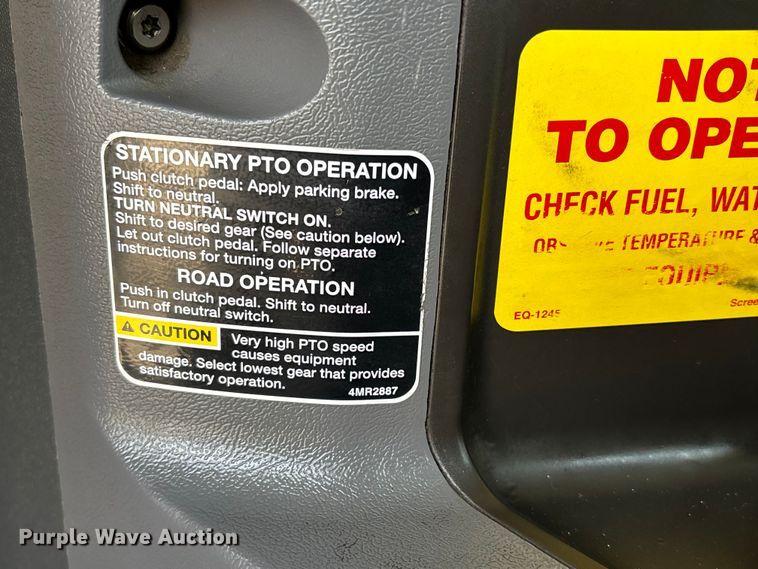 STATIONARY PTO OPERATION
Push clutch pedal: Apply parking brake.
Shift to neutral.
TURN NEUTRAL SWITCH ON.
Shift to desired gear (See caution below).
Let out clutch pedal. Follow separate
instructions for turning on PTO.
ROAD OPERATION
Push in clutch pedal. Shift to neutral.
Turn off neutral switch.
CAUTION Very high PTO speed
causes equipment
damage. Select lowest gear that provides
satisfactory operation.
4MR2887
NOT
TO OPE
CHECK FUEL, WAT
TEMPERATURE &
EQ-1245
Scree
Purple Wave Auction